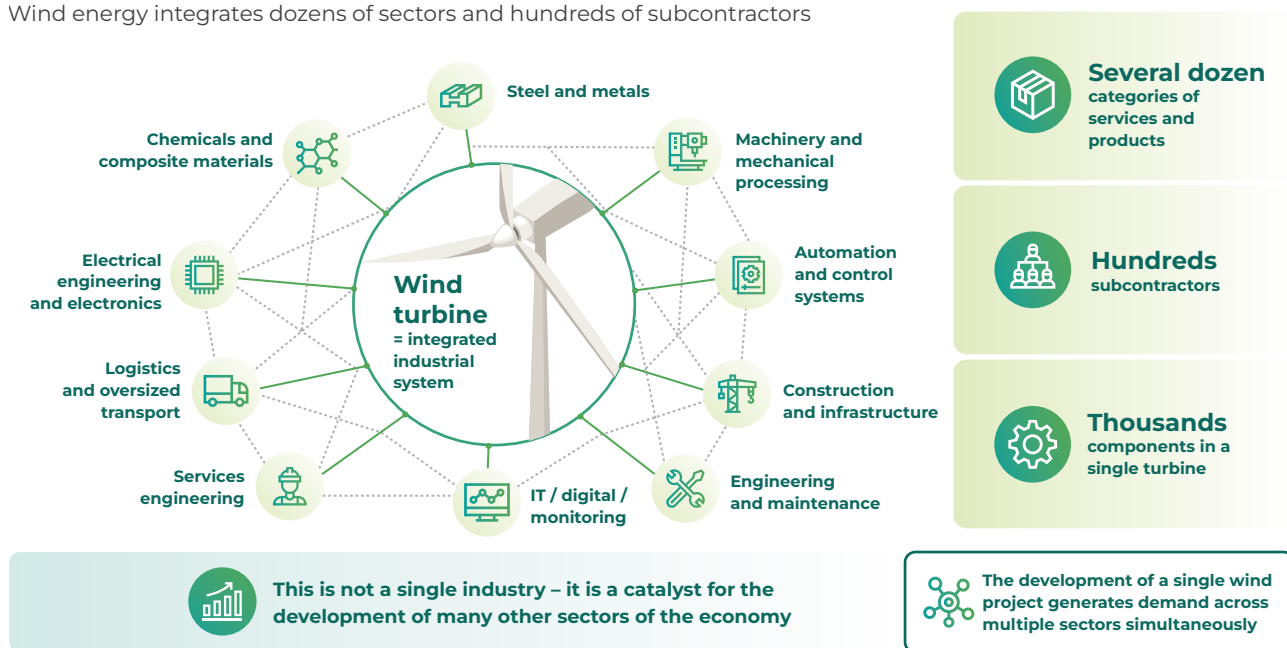 Wind energy integrates dozens of sectors and hundreds of subcontractors
Steel and metals
Chemicals and
composite materials
Machinery and
mechanical
processing
Electrical
engineering
and electronics
Automation
and control
systems
Wind
turbine
= integrated
industrial
system
Logistics
and oversized
transport
Construction
and infrastructure
Services
engineering
IT / digital /
monitoring
Engineering
and maintenance
Several dozen
categories of
services and
products
Hundreds
subcontractors
Thousands
components in a
single turbine
This is not a single industry – it is a catalyst for the
development of many other sectors of the economy
The development of a single wind
project generates demand across
multiple sectors simultaneously